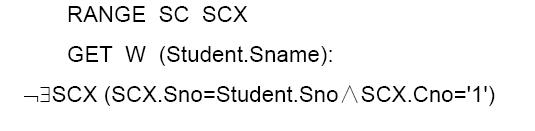 RANGE SC SCX
GET W (Student.Sname):
¬∃SCX (SCX.Sno=Student.Sno∧SCX.Cno='1')